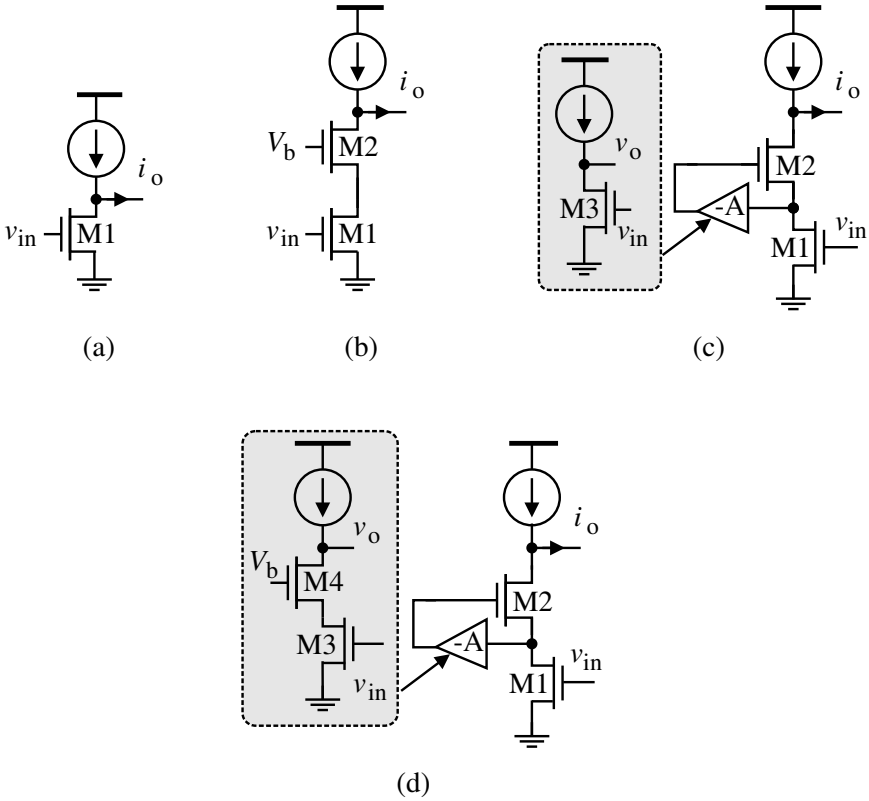 i o
v in
M1
(a)
i o
V b
M2
v in
M1
(b)
v o
M3
v in
i o
M2
-A
v in
M1
(c)
v o
V b
M4
M3
v in
i o
M2
-A
v in
M1
(d)